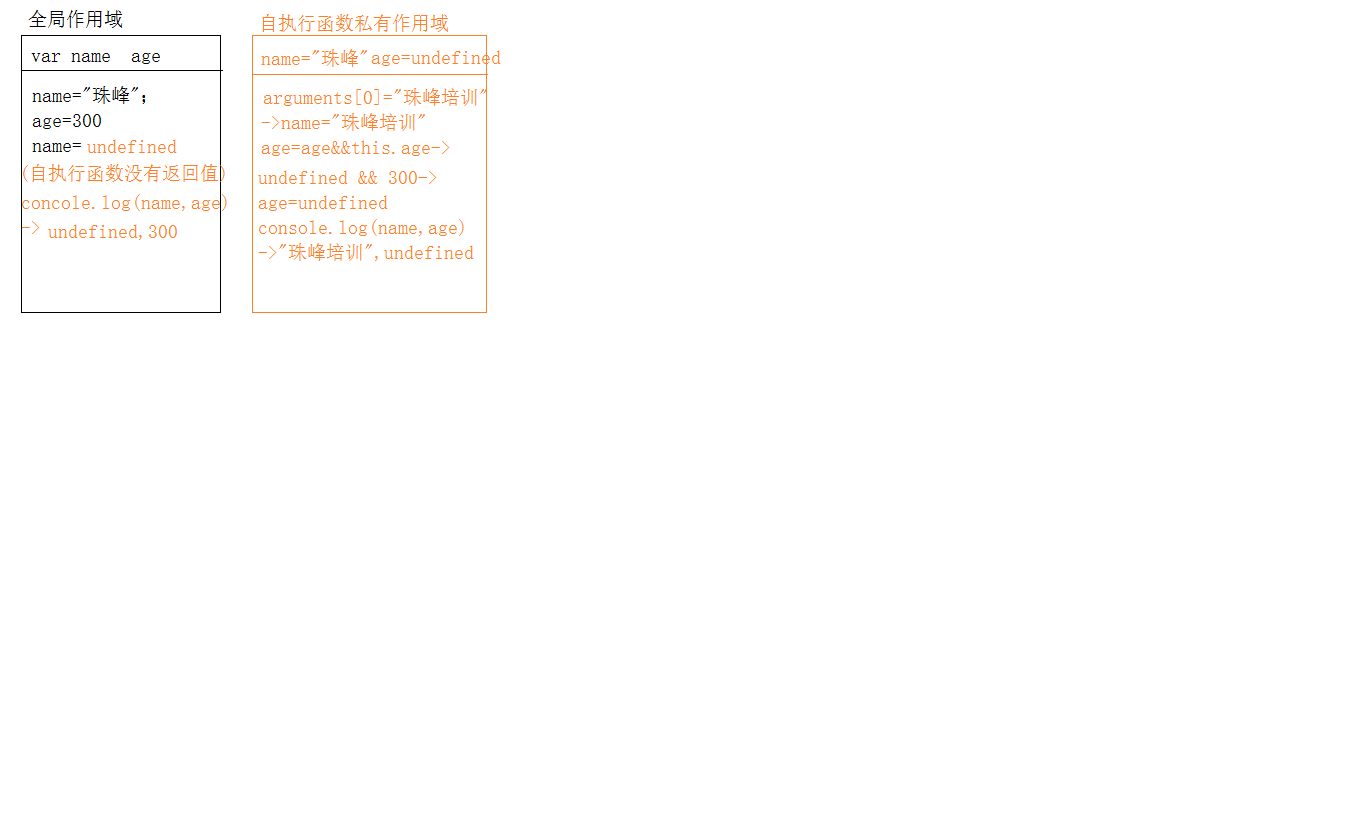 全局作用域
var name  age
name="珠峰";
age=300
name= undefined
(自执行函数没有返回值)
concole.log(name,age)
-> undefined,300
自执行函数私有作用域
name="珠峰"age=undefined
arguments[0]="珠峰培训"
->name="珠峰培训"
age=age&&this.age->
undefined && 300->
age=undefined
console.log(name,age)
->"珠峰培训",undefined